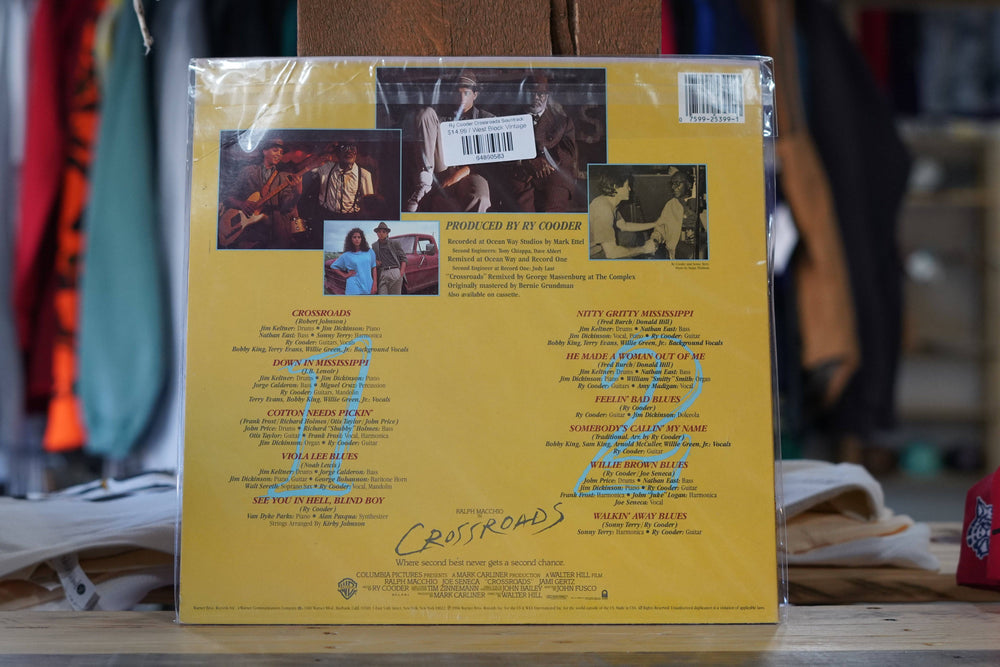 Ry Cooder Crossroads Soundtrack
$14.99 / West Block Vintage
64800583
7599-25399-1
PRODUCED BY RY COODER
Recorded at Ocean Way Studios by Mark Ettel
Second Engineers: Tony Chiappa, Dave Ahlert
Remixed at Ocean Way and Record One
Second Engineer at Record One: Judy Last
"Crossroads" Remixed by George Massenburg at The Complex
Originally mastered by Bernie Grundman
Also available on cassette.
1
CROSSROADS
(Robert Johnson)
Jim Keltner: Drums • Jim Dickinson: Piano
Nathan East: Bass • Sonny Terry: Harmonica
Ry Cooder: Guitars, Vocal
Bobby King, Terry Evans, Willie Green, Jr.: Background Vocals
DOWN IN MISSISSIPPI
(J.B. Lenoir)
Jim Keltner: Drums • Jim Dickinson: Piano
Jorge Calderon: Bass • Miguel Cruz: Percussion
Ry Cooder: Guitars, Mandolin
Terry Evans, Bobby King, Willie Green, Jr.: Vocals
COTTON NEEDS PICKIN'
(Frank Frost/Richard Holmes/Otis Taylor/John Price)
John Price: Drums • Richard "Shubby" Holmes: Bass
Otis Taylor: Guitar • Frank Frost: Vocal, Harmonica
Jim Dickinson: Organ • Ry Cooder: Guitar
VIOLA LEE BLUES
(Noah Lewis)
Jim Keltner: Drums • Jorge Calderon: Bass
Jim Dickinson: Piano, Guitar • George Bohannon: Baritone Horn
Walt Sereth: Soprano Sax • Ry Cooder: Vocal, Mandolin
SEE YOU IN HELL, BLIND BOY
(Ry Cooder)
Van Dyke Parks: Piano • Alan Pasqua: Synthesizer
Strings Arranged By Kirby Johnson
2
NITTY GRITTY MISSISSIPPI
(Fred Burch/Donald Hill)
Jim Keltner: Drums • Nathan East: Bass
Jim Dickinson: Vocal, Piano • Ry Cooder: Guitar
Bobby King, Terry Evans, Willie Green, Jr.: Background Vocals
HE MADE A WOMAN OUT OF ME
(Fred Burch/Donald Hill)
Jim Keltner: Drums • Nathan East: Bass
Jim Dickinson: Piano • William "Smitty" Smith: Organ
Ry Cooder: Guitars • Amy Madigan: Vocal
FEELIN' BAD BLUES
(Ry Cooder)
Ry Cooder: Guitar • Jim Dickinson: Dolceola
SOMEBODY'S CALLIN' MY NAME
(Traditional. Arr. by Ry Cooder)
Bobby King, Sam King, Arnold McCuller, Willie Green, Jr.: Vocals
Ry Cooder: Guitar
WILLIE BROWN BLUES
(Ry Cooder/Joe Seneca)
John Price: Drums • Nathan East: Bass
Jim Dickinson: Piano • Ry Cooder: Guitar
Frank Frost: Harmonica • John "Juke" Logan: Harmonica
Joe Seneca: Vocal
WALKIN' AWAY BLUES
(Sonny Terry/Ry Cooder)
Sonny Terry: Harmonica • Ry Cooder: Guitar
RALPH MACCHIO
CROSSROADS
Where second best never gets a second chance.
COLUMBIA PICTURES PRESENTS A MARK CARLINER PRODUCTION A WALTER HILL FILM
RALPH MACCHIO JOE SENECA "CROSSROADS" JAMI GERTZ
RY COODER TIM ZINNEMANN JOHN BAILEY JOHN FUSCO
MARK CARLINER WALTER HILL